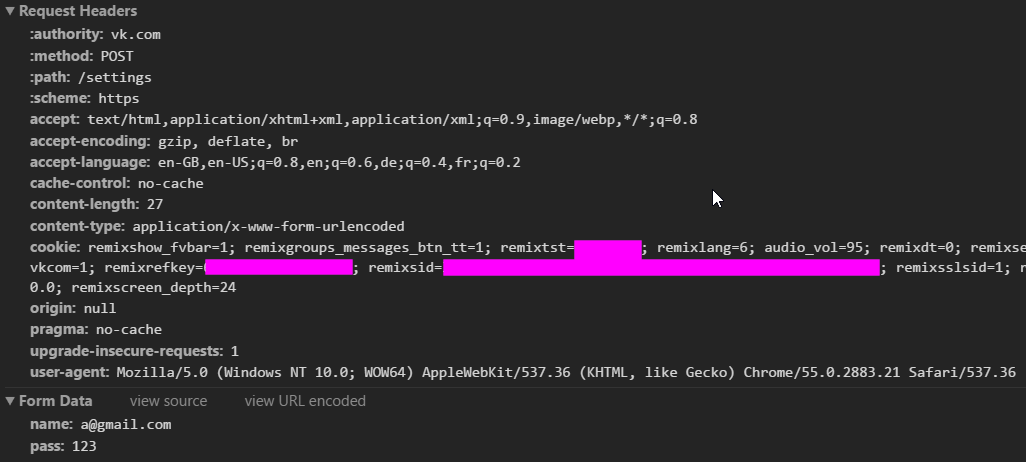 Request Headers
:authority: vk.com
:method: POST
:path: /settings
:scheme: https
accept: text/html,application/xhtml+xml,application/xml;q=0.9,image/webp,*/*;q=0.8
accept-encoding: gzip, deflate, br
accept-language: en-GB,en-US;q=0.8,en;q=0.6,de;q=0.4,fr;q=0.2
cache-control: no-cache
content-length: 27
content-type: application/x-www-form-urlencoded
cookie: remixshow_fvbar=1; remixgroups_messages_btn_tt=1; remixtst= ; remixlang=6; audio_vol=95; remixdt=0; remixse
vkcom=1; remixrefkey= ; remixsid= ; remixsslsid=1; r
0.0; remixscreen_depth=24
origin: null
pragma: no-cache
upgrade-insecure-requests: 1
user-agent: Mozilla/5.0 (Windows NT 10.0; WOW64) AppleWebKit/537.36 (KHTML, like Gecko) Chrome/55.0.2883.21 Safari/537.36
Form Data view source view URL encoded
name: a@gmail.com
pass: 123